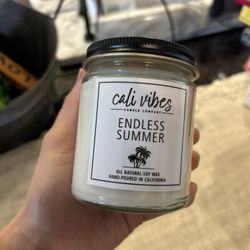 cali vibes
CANDLE COMPANY
ENDLESS
SUMMER
ALL NATURAL SOY WAX
HAND-POURED IN CALIFORNIA